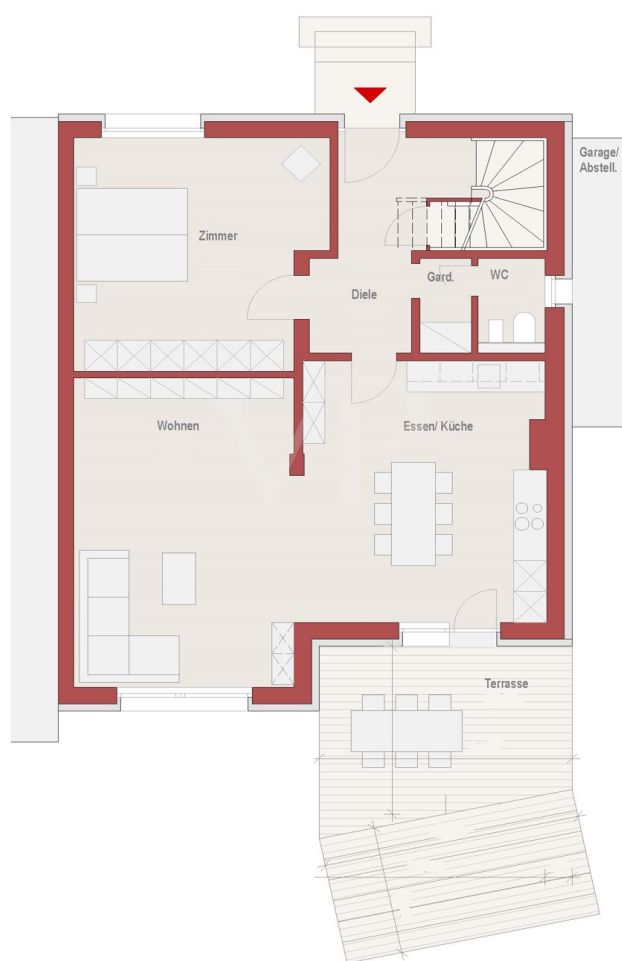 Garage/
Abstell.
Zimmer
Gard.
WC
Diele
Wohnen
Essen/ Küche
Terrasse